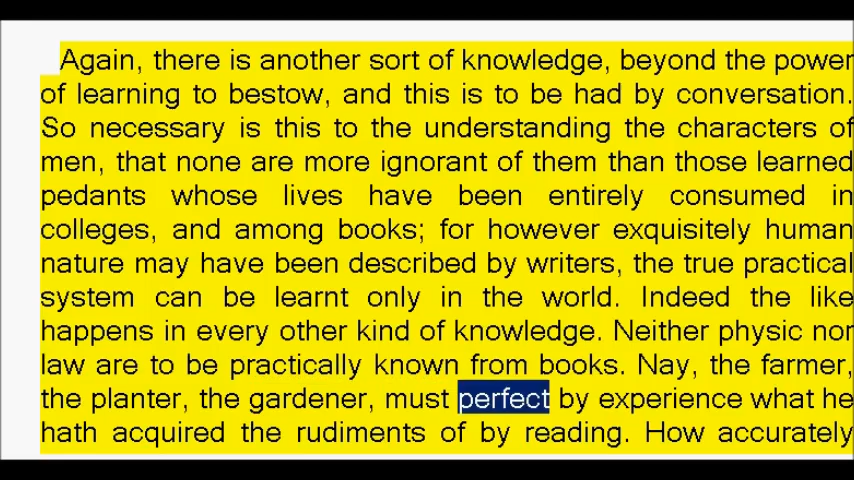 Again, there is another sort of knowledge, beyond the power
of learning to bestow, and this is to be had by conversation.
So necessary is this to the understanding the characters of
men, that none are more ignorant of them than those learned
pedants whose lives have been entirely consumed in
colleges, and among books; for however exquisitely human
nature may have been described by writers, the true practical
system can be learnt only in the world. Indeed the like
happens in every other kind of knowledge. Neither physic nor
law are to be practically known from books. Nay, the farmer,
the planter, the gardener, must perfect by experience what he
hath acquired the rudiments of by reading. How accurately